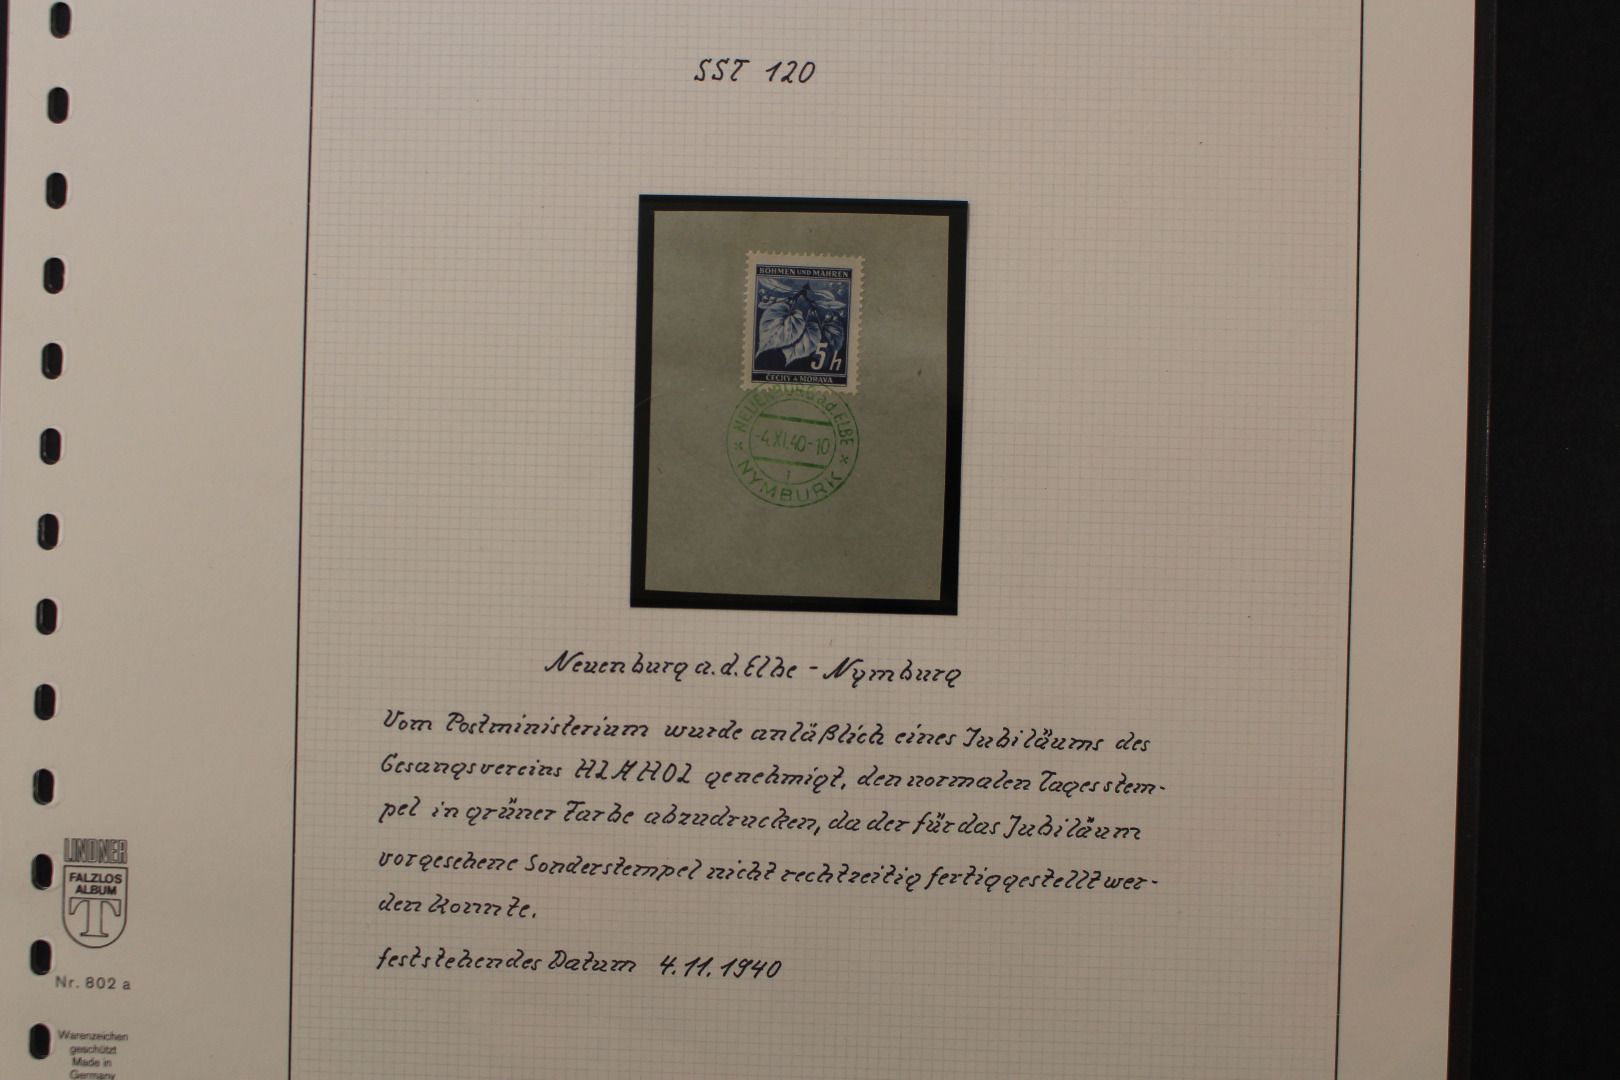 SST 120
BÖHMEN UND MÄHREN
5h
ČECHY A MORAVA
NEUENBURG a.d. ELBE
-4.XI.40-10
1
NYMBURK
Neuenburg a.d. Elbe - Nymburg
Vom Postministerium wurde anläßlich eines Jubiläums des
Gesangsvereins HLAHOL genehmigt, den normalen Tagesstem-
pel in grüner Farbe abzudrucken, da der für das Jubiläum
vorgesehene Sonderstempel nicht rechtzeitig fertiggestellt wer-
den konnte.
feststehendes Datum 4.11.1940
LINDNER
FALZLOS
ALBUM
T
Nr. 802 a
Warenzeichen
geschützt
Made in
Germany